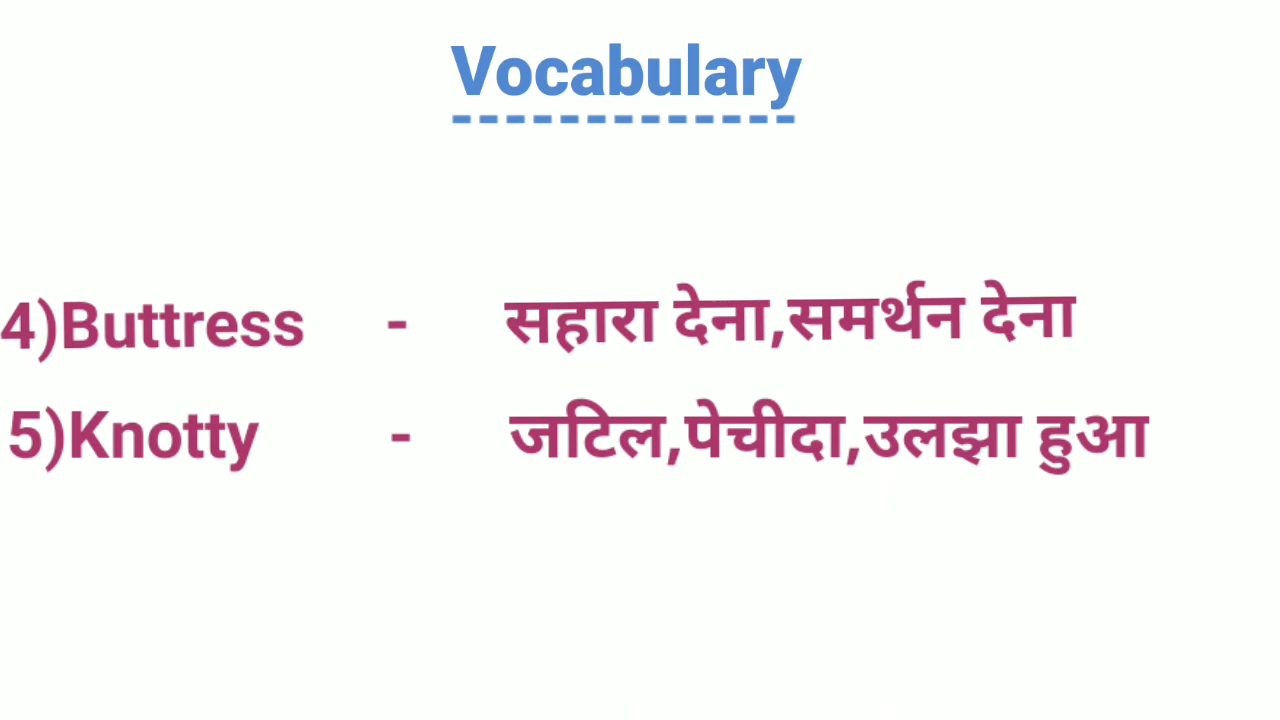 Vocabulary
-------------
4)Buttress - सहारा देना,समर्थन देना
5)Knotty - जटिल,पेचीदा,उलझा हुआ